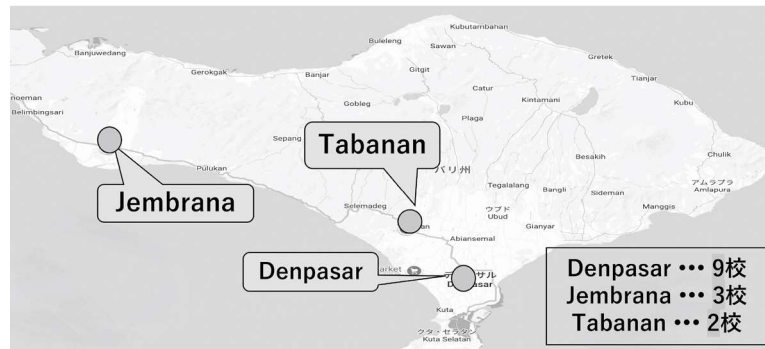 Kubutambahan
Buleleng
Sawan
Banjuwedang
Gretek
Gerokgak
Banjar
Gitgit
Tianjar
Catur
Kintamani
Kubu
Gobleg
Belimbingsari
Plaga
Sepang
Tabanan
Besakih
Chulik
Pulukan
バリ州
Tegalalang
Bangli
Sideman
アムラプラ
Amlapura
Jembrana
Selemadeg
ウブド
Ubud
Manggis
Gianyar
Abiansemal
Denpasar
Kuta
クタ・セラタン
Kuta Selatan
Denpasar ・・・ 9校
Jembrana ・・・ 3校
Tabanan ・・・ 2校